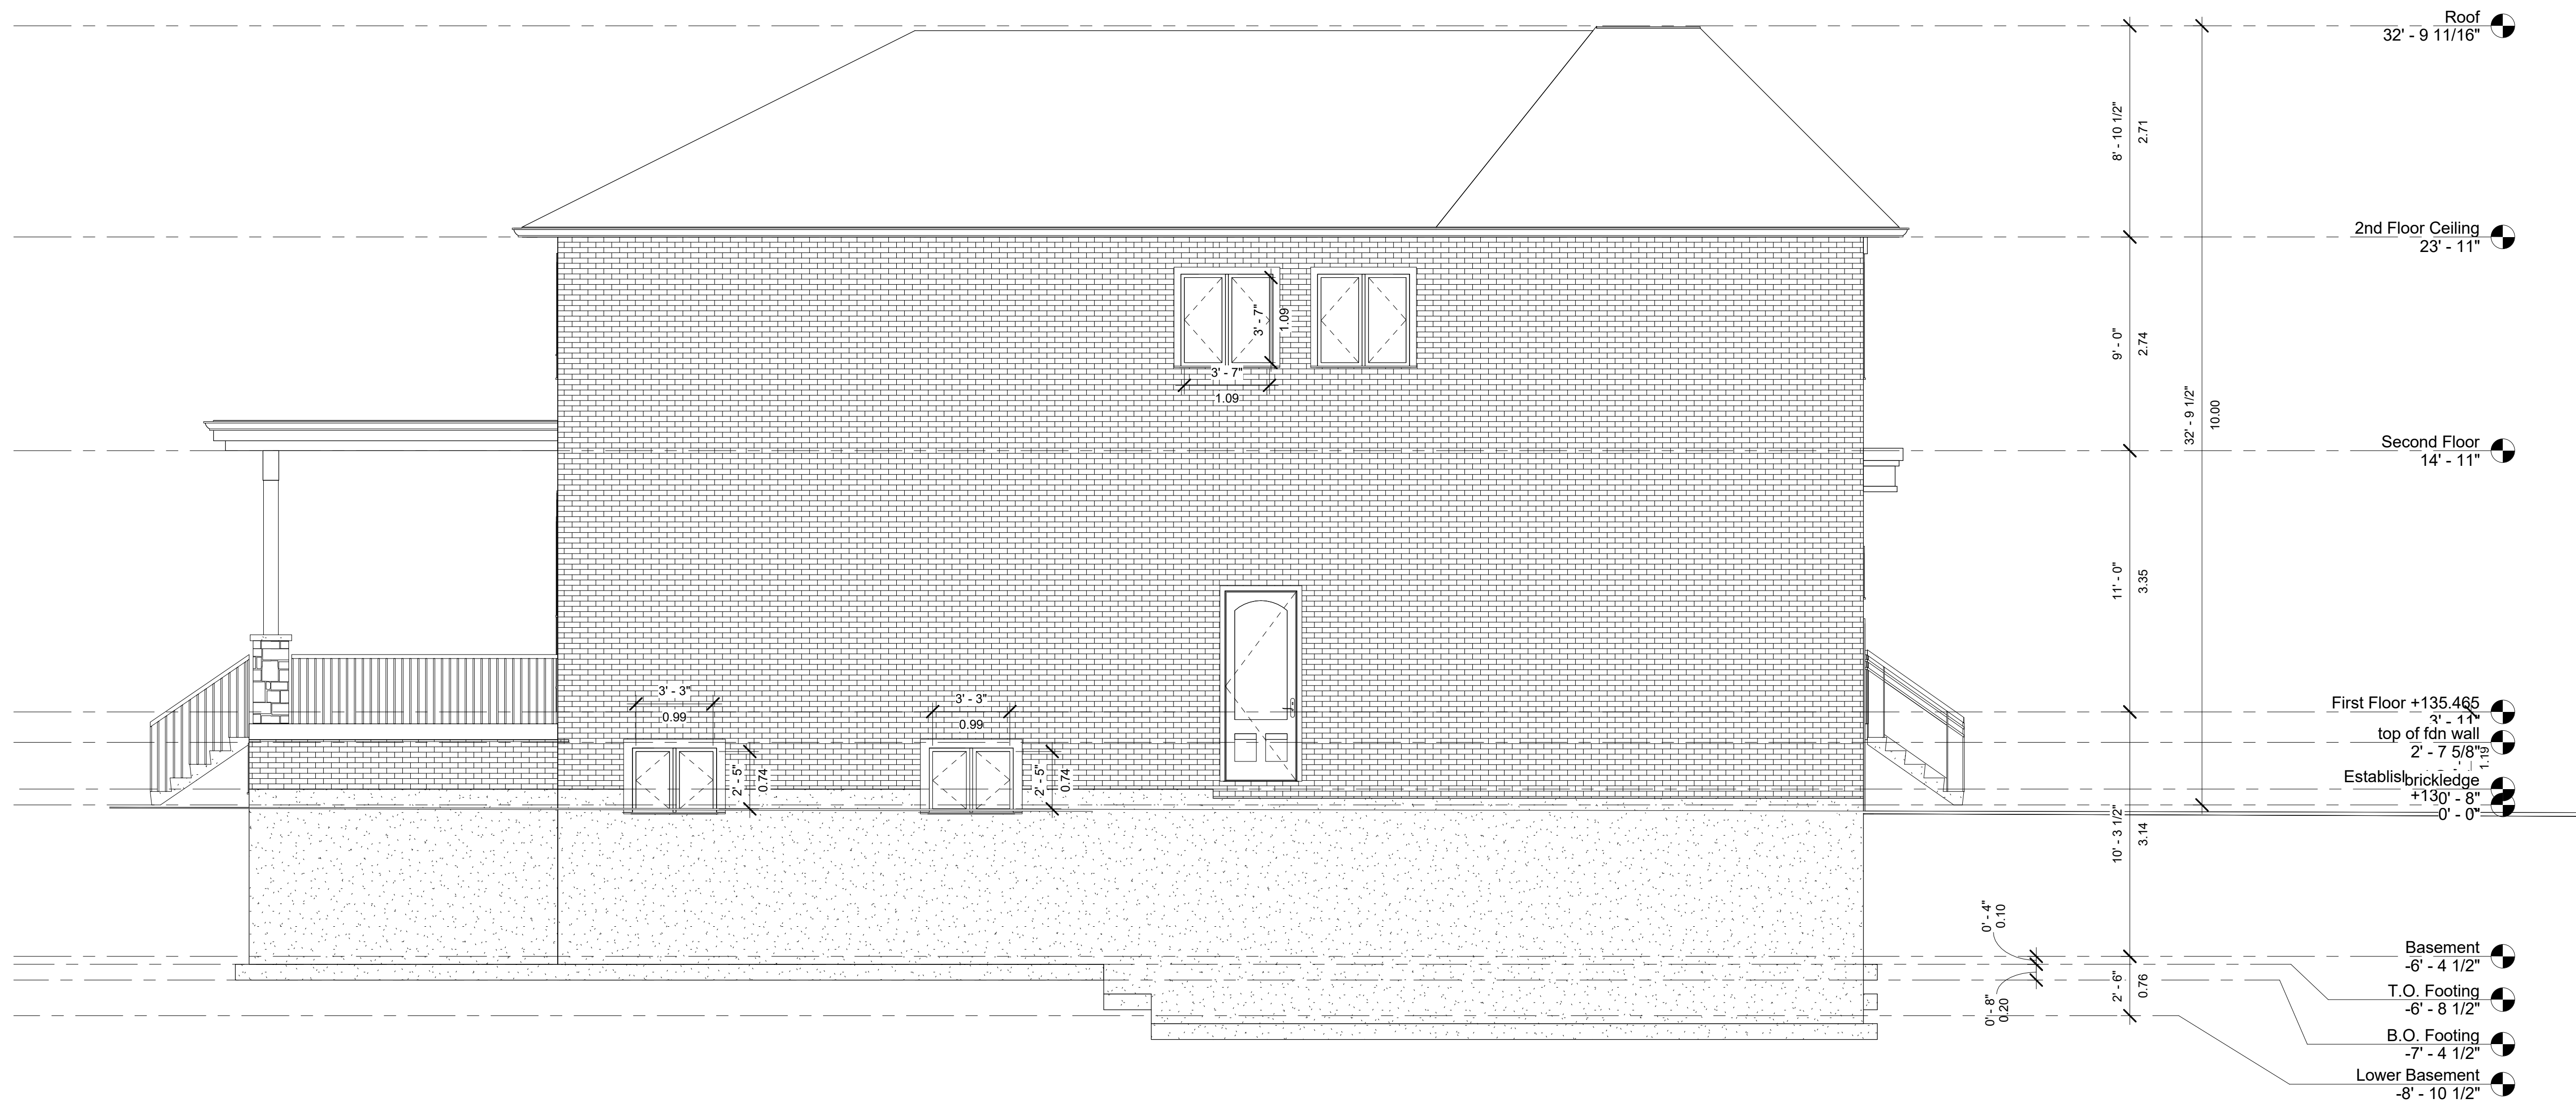 Roof
32' - 9 11/16"
8' - 10 1/2"
2.71
2nd Floor Ceiling
23' - 11"
3' - 7"
1.09
3' - 7"
1.09
9' - 0"
2.74
32' - 9 1/2"
10.00
Second Floor
14' - 11"
11' - 0"
3.35
3' - 3"
0.99
3' - 3"
0.99
2' - 5"
0.74
2' - 5"
0.74
First Floor +135.465
3' - 11"
top of fdn wall
2' - 7 5/8"
1.19
brickledge
0' - 8"
0' - 0"
10' - 3 1/2"
3.14
0' - 4"
0.10
Basement
-6' - 4 1/2"
2' - 6"
0.76
0' - 8"
0.20
T.O. Footing
-6' - 8 1/2"
B.O. Footing
-7' - 4 1/2"
Lower Basement
-8' - 10 1/2"